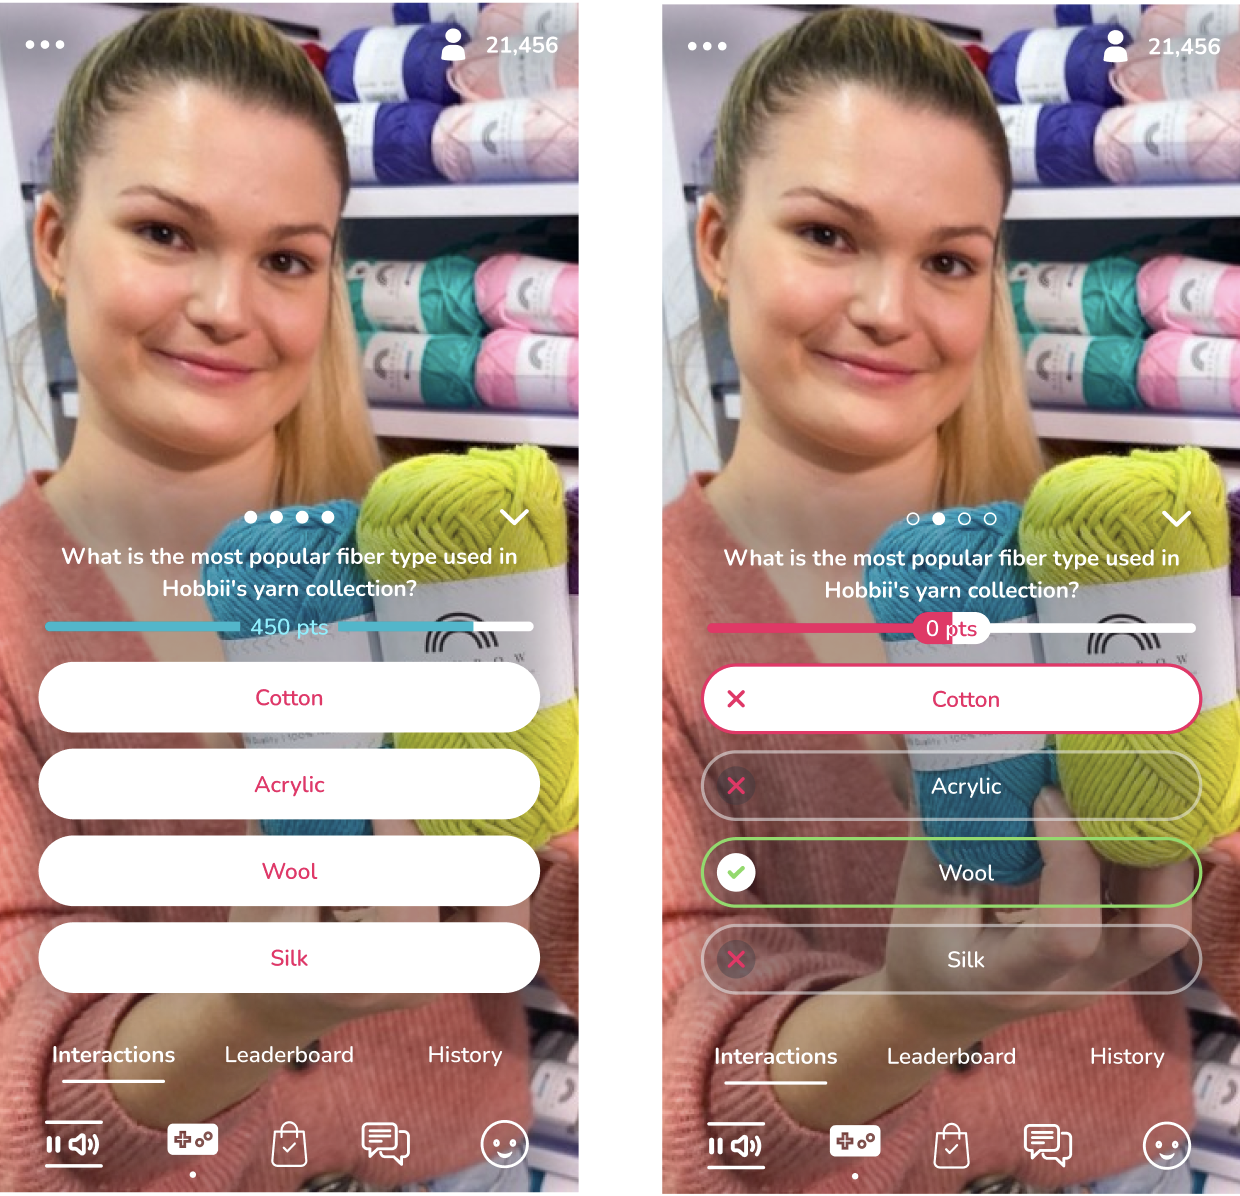 21,456
What is the most popular fiber type used in
Hobbii's yarn collection?
450 pts
Cotton
Acrylic
Wool
Silk
Interactions Leaderboard History
21,456
What is the most popular fiber type used in
Hobbii's yarn collection?
0 pts
Cotton
Acrylic
Wool
Silk
Interactions Leaderboard History